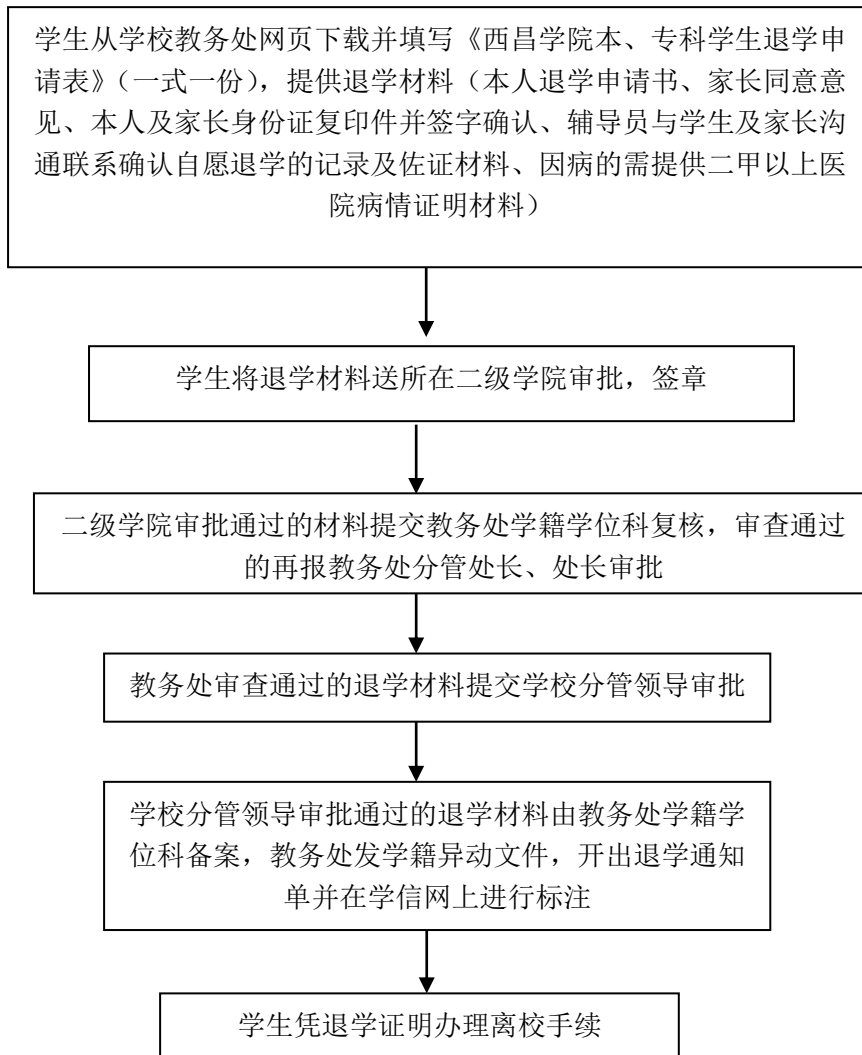 学生从学校教务处网页下载并填写《西昌学院本、专科学生退学申
请表》（一式一份），提供退学材料（本人退学申请书、家长同意意
见、本人及家长身份证复印件并签字确认、辅导员与学生及家长沟
通联系确认自愿退学的记录及佐证材料、因病的需提供二甲以上医
院病情证明材料）
学生将退学材料送所在二级学院审批，签章
二级学院审批通过的材料提交教务处学籍学位科复核，审查通过
的再报教务处分管处长、处长审批
教务处审查通过的退学材料提交学校分管领导审批
学校分管领导审批通过的退学材料由教务处学籍学
位科备案，教务处发学籍异动文件，开出退学通知
单并在学信网上进行标注
学生凭退学证明办理离校手续